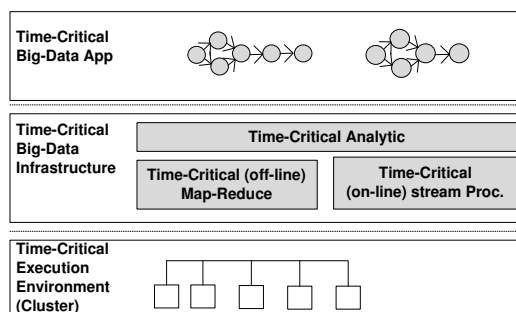 Time-Critical
Big-Data App
Time-Critical
Big-Data
Infrastructure
Time-Critical Analytic
Time-Critical (off-line)
Map-Reduce
Time-Critical
(on-line) stream Proc.
Time-Critical
Execution
Environment
(Cluster)